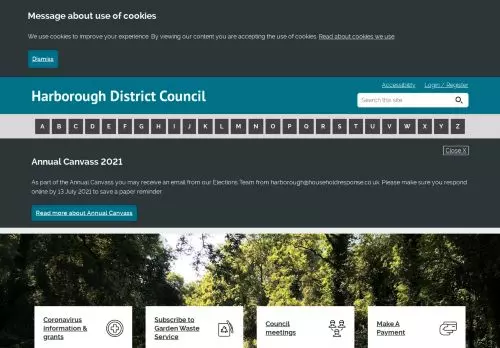 Message about use of cookies
We use cookies to improve your experience. By viewing our content you are accepting the use of cookies. Read about cookies we use
Dismiss
Accessibility Login / Register
Harborough District Council
Search this site
A B C D E F G H I J K L M N O P Q R S T U V W X Y Z
Close X
Annual Canvass 2021
As part of the Annual Canvass you may receive an email from our Elections Team from harborough@householdresponse.co.uk. Please make sure you respond
online by 13 July 2021 to save a paper reminder.
Read more about Annual Canvass
Coronavirus
information &
grants
Subscribe to
Garden Waste
Service
Council
meetings
Make A
Payment